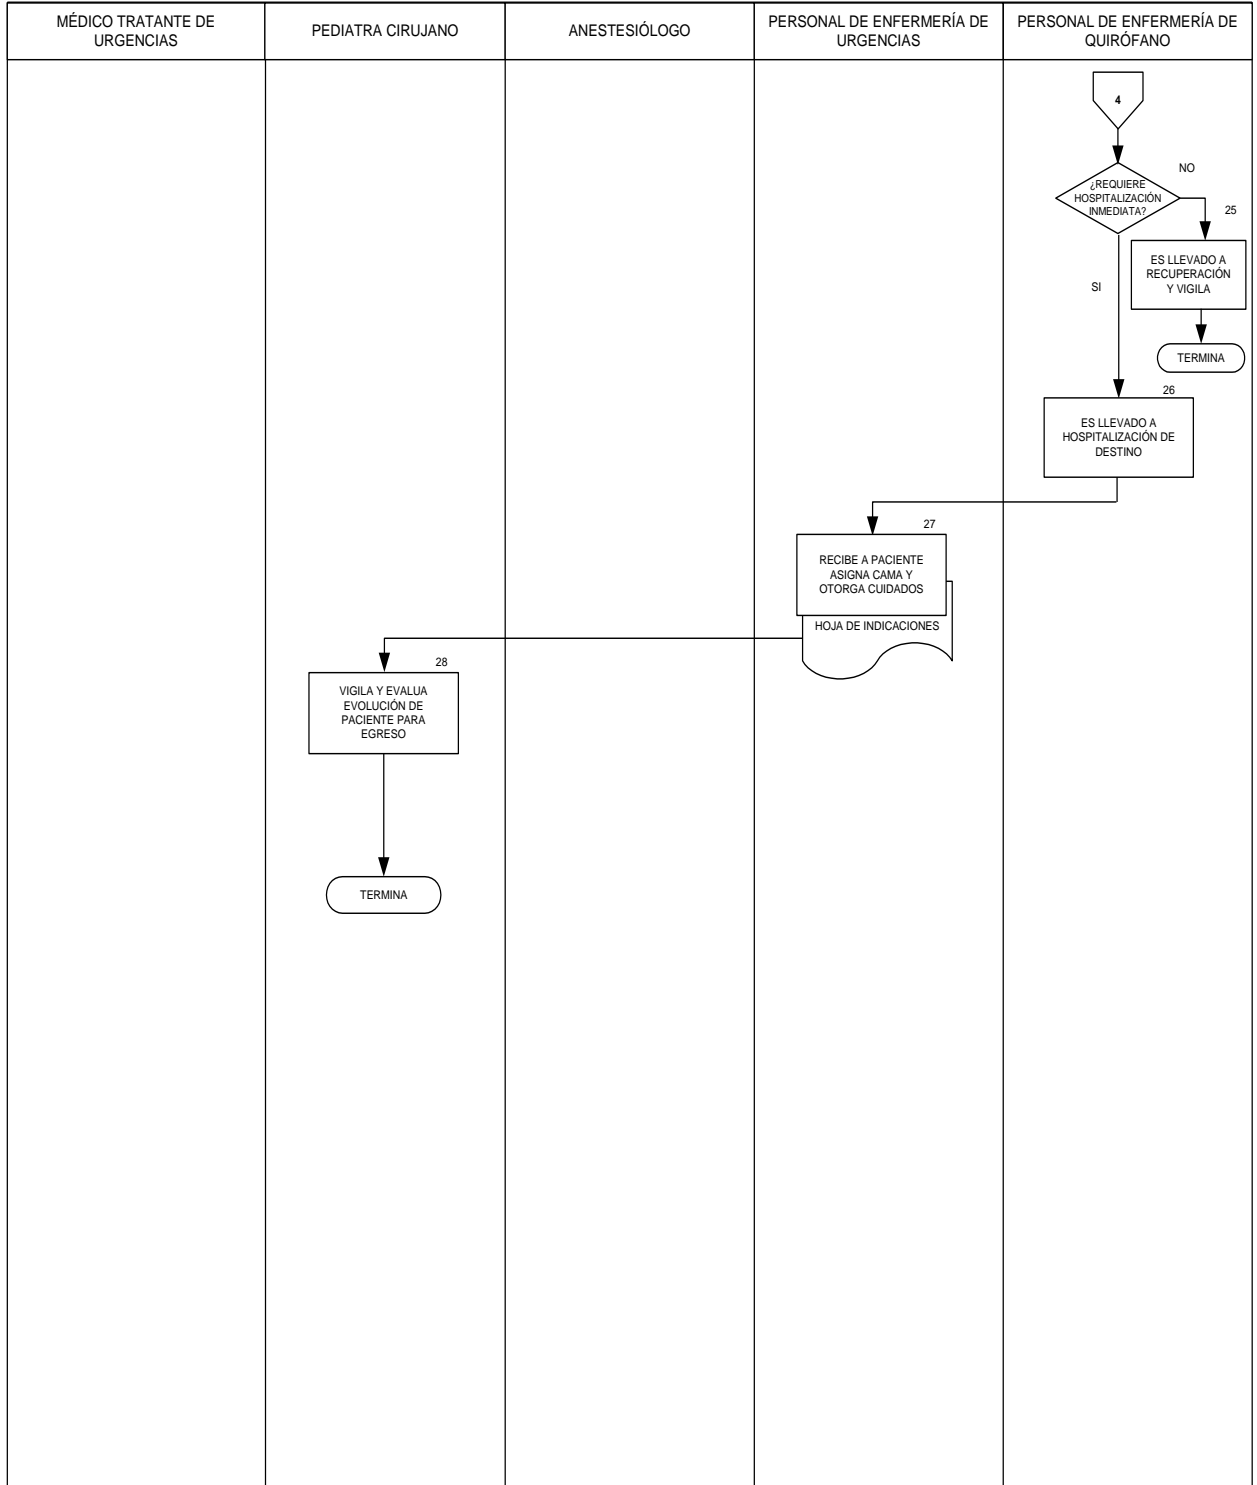 MÉDICO TRATANTE DE
URGENCIAS
PEDIATRA CIRUJANO
ANESTESIÓLOGO
PERSONAL DE ENFERMERÍA DE
URGENCIAS
PERSONAL DE ENFERMERÍA DE
QUIRÓFANO
4
¿REQUIERE
HOSPITALIZACIÓN
INMEDIATA?
NO
25
ES LLEVADO A
RECUPERACIÓN
Y VIGILA
SI
TERMINA
26
ES LLEVADO A
HOSPITALIZACIÓN DE
DESTINO
27
RECIBE A PACIENTE
ASIGNA CAMA Y
OTORGA CUIDADOS
HOJA DE INDICACIONES
28
VIGILA Y EVALUA
EVOLUCIÓN DE
PACIENTE PARA
EGRESO
TERMINA